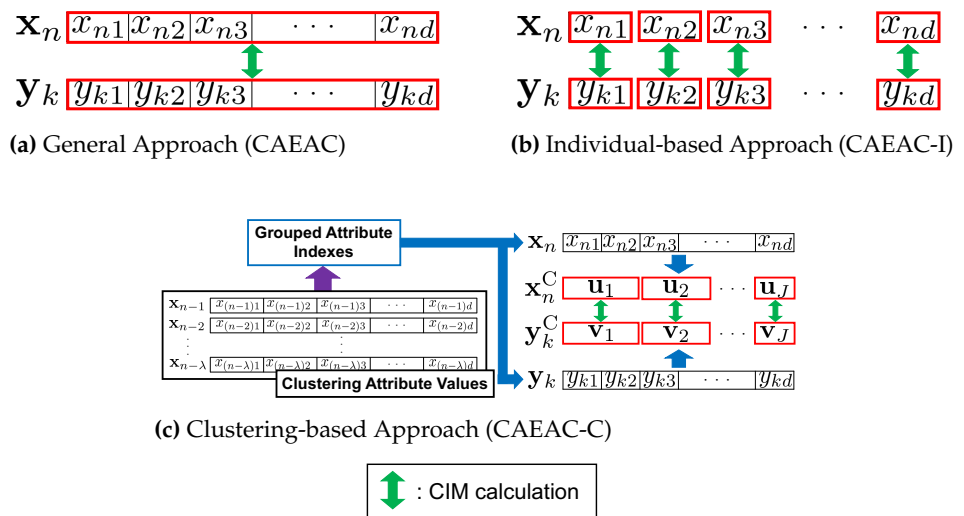 𝐱ₙ xₙ₁ xₙ₂ xₙ₃ · · · xₙd
𝐲ₖ yₖ₁ yₖ₂ yₖ₃ · · · yₖd
(a) General Approach (CAEAC)
𝐱ₙ xₙ₁ xₙ₂ xₙ₃ · · · xₙd
𝐲ₖ yₖ₁ yₖ₂ yₖ₃ · · · yₖd
(b) Individual-based Approach (CAEAC-I)
Grouped Attribute
Indexes
𝐱ₙ₋₁ x₍ₙ₋₁₎₁ x₍ₙ₋₁₎₂ x₍ₙ₋₁₎₃ · · · x₍ₙ₋₁₎d
𝐱ₙ₋₂ x₍ₙ₋₂₎₁ x₍ₙ₋₂₎₂ x₍ₙ₋₂₎₃ · · · x₍ₙ₋₂₎d
⋮ ⋮
𝐱ₙ₋λ x₍ₙ₋λ₎₁ x₍ₙ₋λ₎₂ x₍ₙ₋λ₎₃ · · · x₍ₙ₋λ₎d
Clustering Attribute Values
𝐱ₙ xₙ₁ xₙ₂ xₙ₃ · · · xₙd
𝐱ₙᶜ 𝐮₁ 𝐮₂ · · · 𝐮J
𝐲ₖᶜ 𝐯₁ 𝐯₂ · · · 𝐯J
𝐲ₖ yₖ₁ yₖ₂ yₖ₃ · · · yₖd
(c) Clustering-based Approach (CAEAC-C)
: CIM calculation